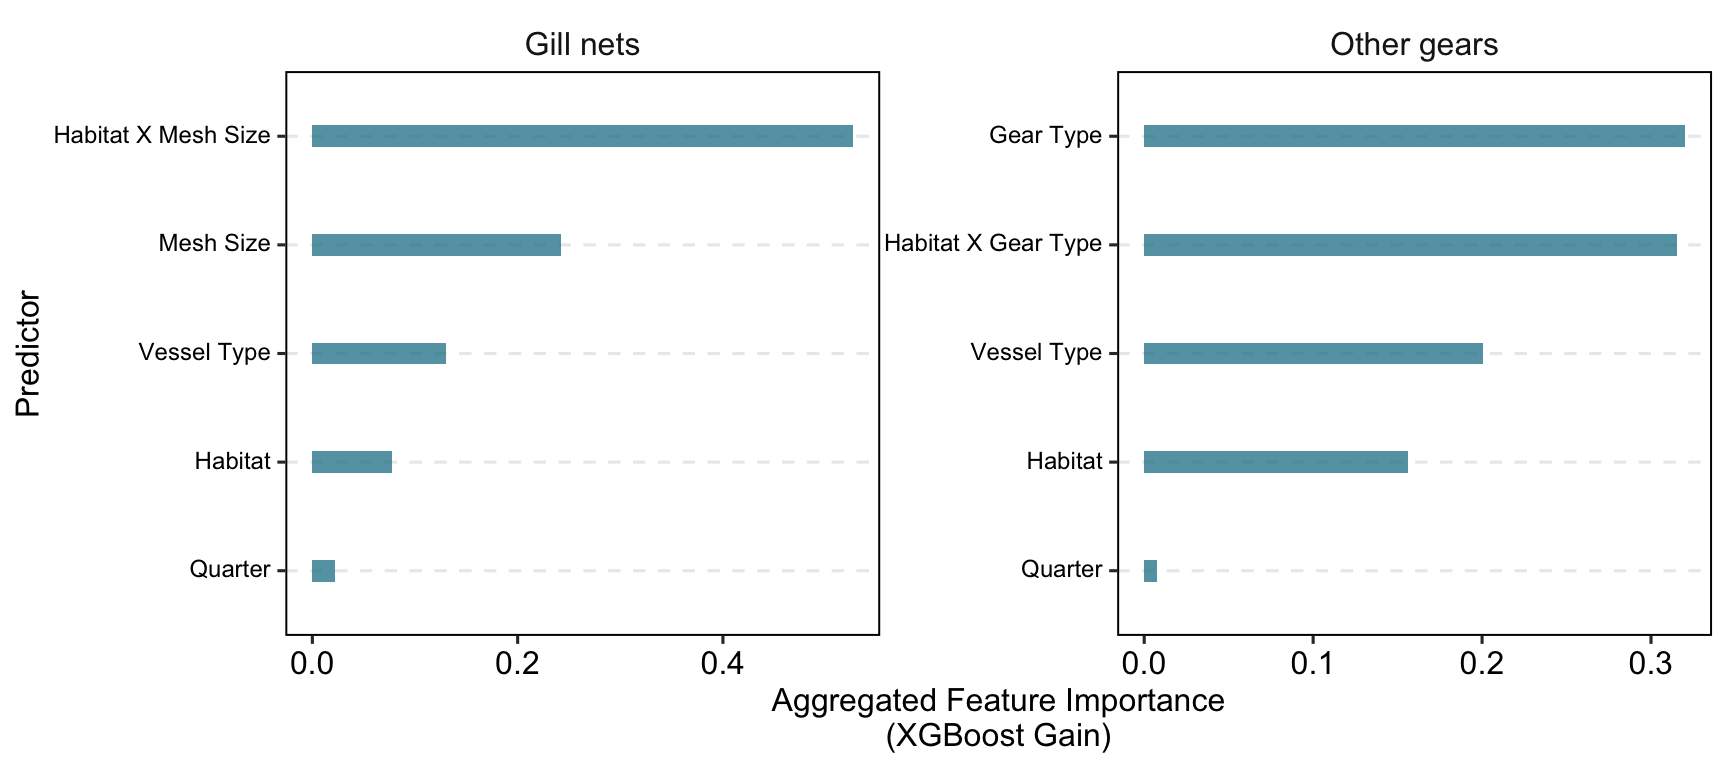 Gill nets
Other gears
Predictor
Habitat X Mesh Size
Mesh Size
Vessel Type
Habitat
Quarter
0.0 0.2 0.4
Gear Type
Habitat X Gear Type
Vessel Type
Habitat
Quarter
0.0 0.1 0.2 0.3
Aggregated Feature Importance
(XGBoost Gain)